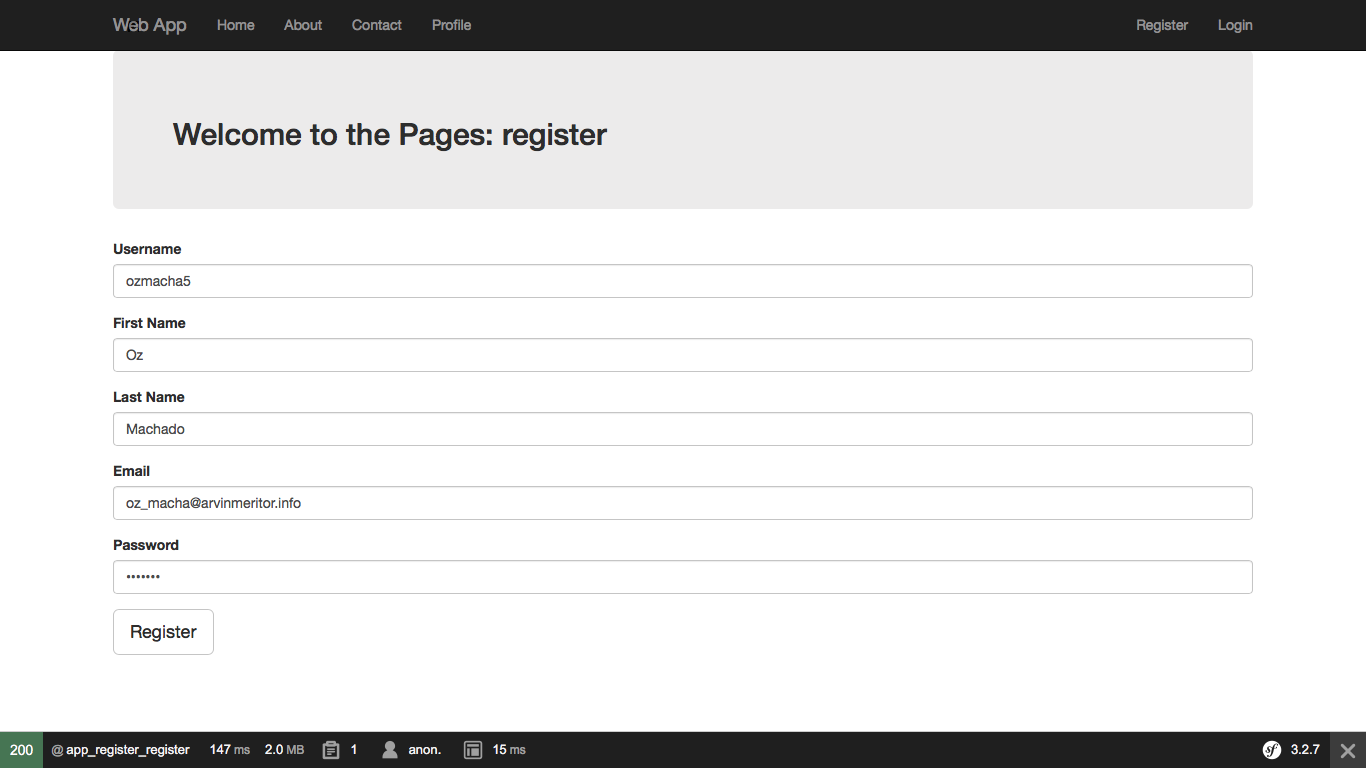 Web App Home About Contact Profile Register Login
Welcome to the Pages: register
Username
ozmacha5
First Name
Oz
Last Name
Machado
Email
oz_macha@arvinmeritor.info
Password
•••••••
Register
200 @ app_register_register 147 ms 2.0 MB 1 anon. 15 ms sf 3.2.7